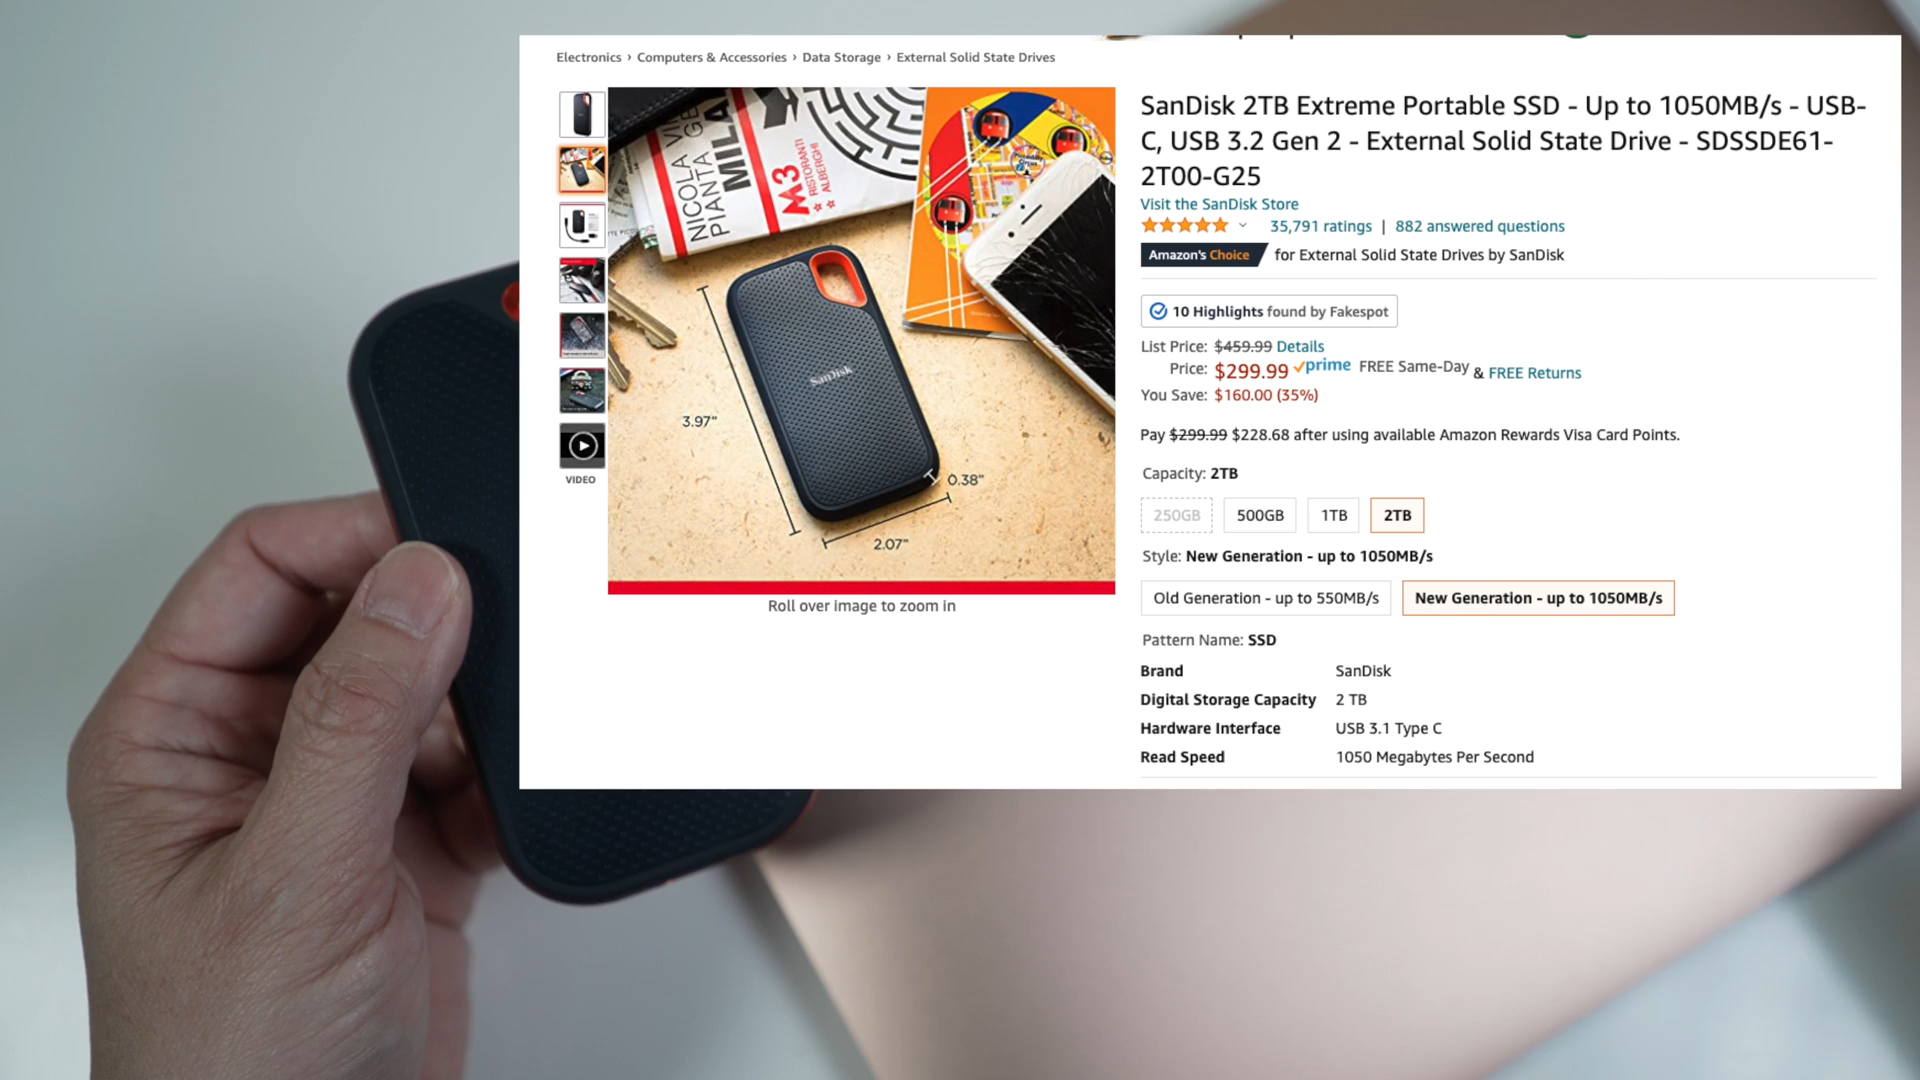 Electronics › Computers & Accessories › Data Storage › External Solid State Drives
NICOLA VI
PIANTA GE
MILA
M3
RISTORANTI
ALBERGHI
SanDisk
3.97"
0.38"
2.07"
VIDEO
Roll over image to zoom in
SanDisk 2TB Extreme Portable SSD - Up to 1050MB/s - USB-
C, USB 3.2 Gen 2 - External Solid State Drive - SDSSDE61-
2T00-G25
Visit the SanDisk Store
35,791 ratings | 882 answered questions
Amazon's Choice for External Solid State Drives by SanDisk
10 Highlights found by Fakespot
List Price: $459.99 Details
Price: $299.99 prime FREE Same-Day & FREE Returns
You Save: $160.00 (35%)
Pay $299.99 $228.68 after using available Amazon Rewards Visa Card Points.
Capacity: 2TB
250GB 500GB 1TB 2TB
Style: New Generation - up to 1050MB/s
Old Generation - up to 550MB/s New Generation - up to 1050MB/s
Pattern Name: SSD
Brand SanDisk
Digital Storage Capacity 2 TB
Hardware Interface USB 3.1 Type C
Read Speed 1050 Megabytes Per Second